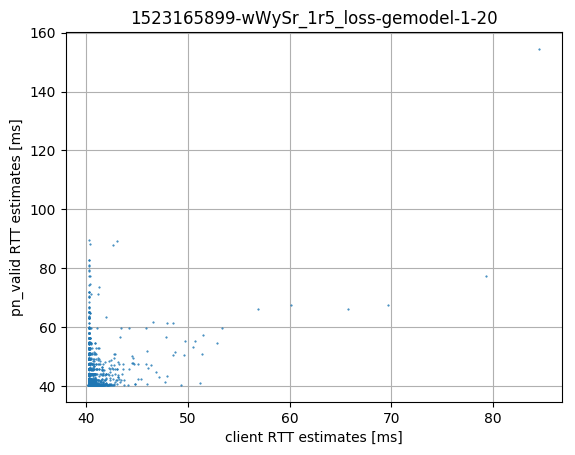 1523165899-wWySr_1r5_loss-gemodel-1-20
160
140
120
100
80
60
40
pn_valid RTT estimates [ms]
40 50 60 70 80
client RTT estimates [ms]